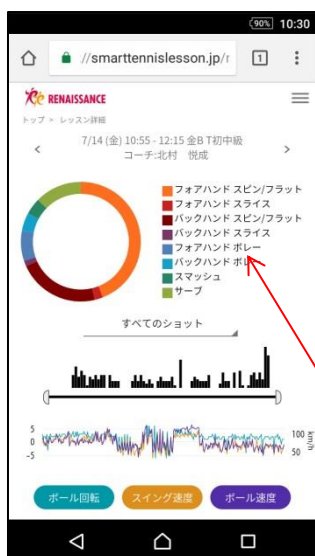 90% 10:30
//smarttennislesson.jp/r
1
RENAISSANCE
トップ > レッスン詳細
< 7/14 (金) 10:55 - 12:15 金B T初中級 >
コーチ:北村 悦成
フォアハンド スピン/フラット
フォアハンド スライス
バックハンド スピン/フラット
バックハンド スライス
フォアハンド ボレー
バックハンド ボレー
スマッシュ
サーブ
すべてのショット
5
0
-5
100
50
km/h
ボール回転 スイング速度 ボール速度